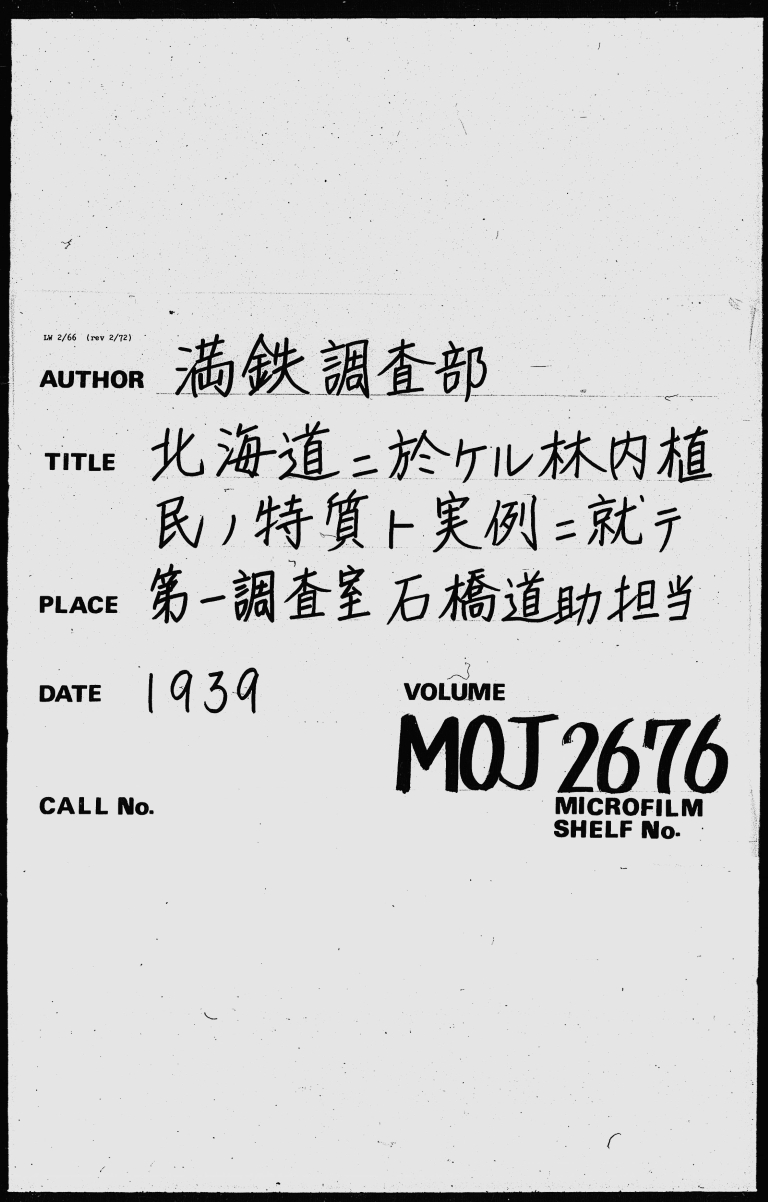 LW 2/66 (rev 2/72)
AUTHOR 満鉄調査部
TITLE 北海道ニ於ケル林内植
民ノ特質ト実例ニ就テ
PLACE 第一調査室 石橋道助担当
DATE 1939
VOLUME
MOJ 2676
CALL No.
MICROFILM
SHELF No.